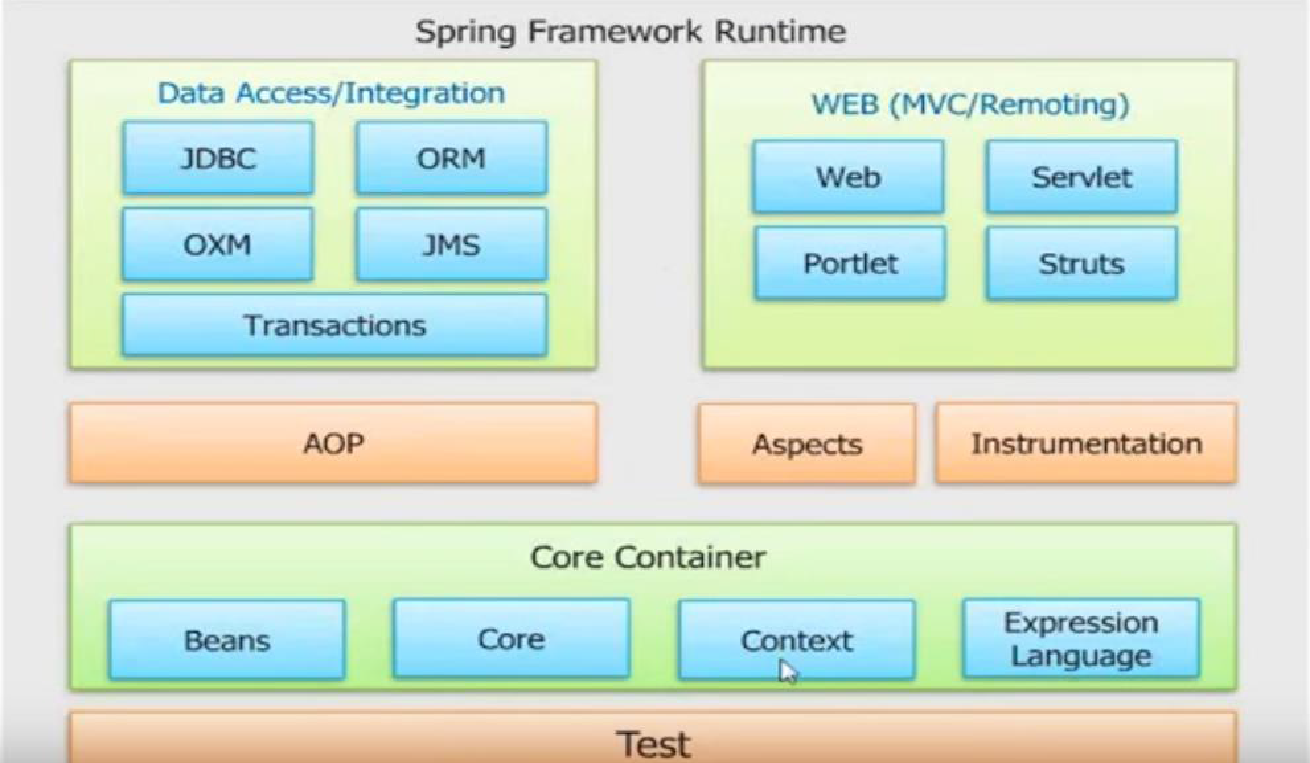 Spring Framework Runtime
Data Access/Integration
JDBC
ORM
OXM
JMS
Transactions
WEB (MVC/Remoting)
Web
Servlet
Portlet
Struts
AOP
Aspects
Instrumentation
Core Container
Beans
Core
Context
Expression
Language
Test